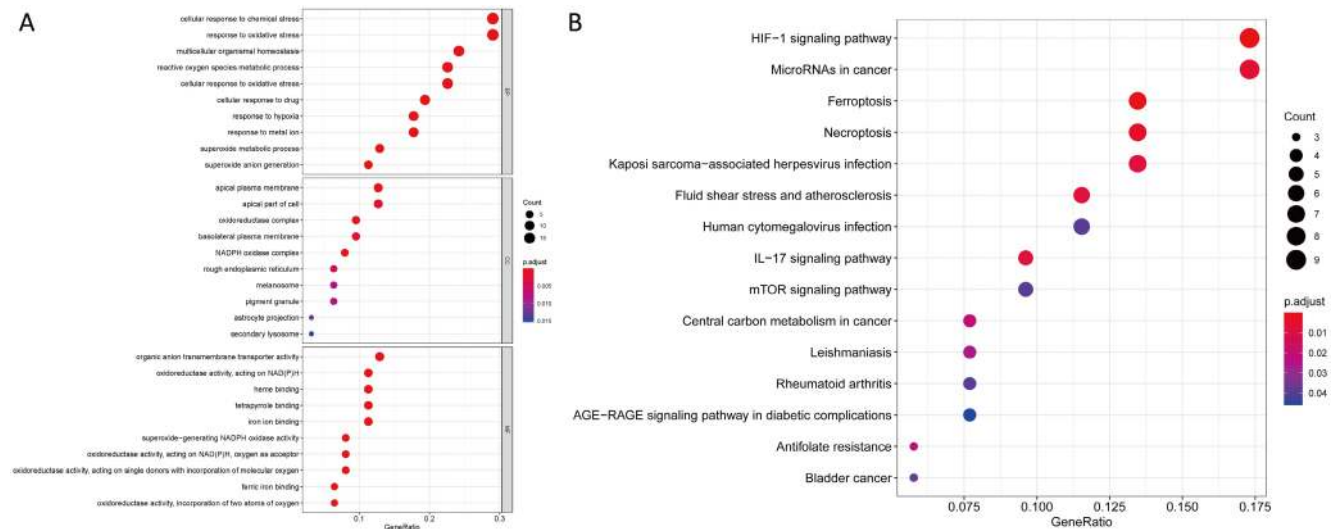 A
cellular response to chemical stress
response to oxidative stress
multicellular organismal homeostasis
reactive oxygen species metabolic process
cellular response to oxidative stress
cellular response to drug
response to hypoxia
response to metal ion
superoxide metabolic process
superoxide anion generation
BP
apical plasma membrane
apical part of cell
oxidoreductase complex
basolateral plasma membrane
NADPH oxidase complex
rough endoplasmic reticulum
melanosome
pigment granule
astrocyte projection
secondary lysosome
CC
organic anion transmembrane transporter activity
oxidoreductase activity, acting on NAD(P)H
heme binding
tetrapyrrole binding
iron ion binding
superoxide−generating NADPH oxidase activity
oxidoreductase activity, acting on NAD(P)H, oxygen as acceptor
oxidoreductase activity, acting on single donors with incorporation of molecular oxygen
ferric iron binding
oxidoreductase activity, incorporation of two atoms of oxygen
MF
0.1
0.2
0.3
GeneRatio
Count
5
10
15
p.adjust
0.005
0.010
0.015
B
HIF−1 signaling pathway
MicroRNAs in cancer
Ferroptosis
Necroptosis
Kaposi sarcoma−associated herpesvirus infection
Fluid shear stress and atherosclerosis
Human cytomegalovirus infection
IL−17 signaling pathway
mTOR signaling pathway
Central carbon metabolism in cancer
Leishmaniasis
Rheumatoid arthritis
AGE−RAGE signaling pathway in diabetic complications
Antifolate resistance
Bladder cancer
0.075
0.100
0.125
0.150
0.175
GeneRatio
Count
3
4
5
6
7
8
9
p.adjust
0.01
0.02
0.03
0.04